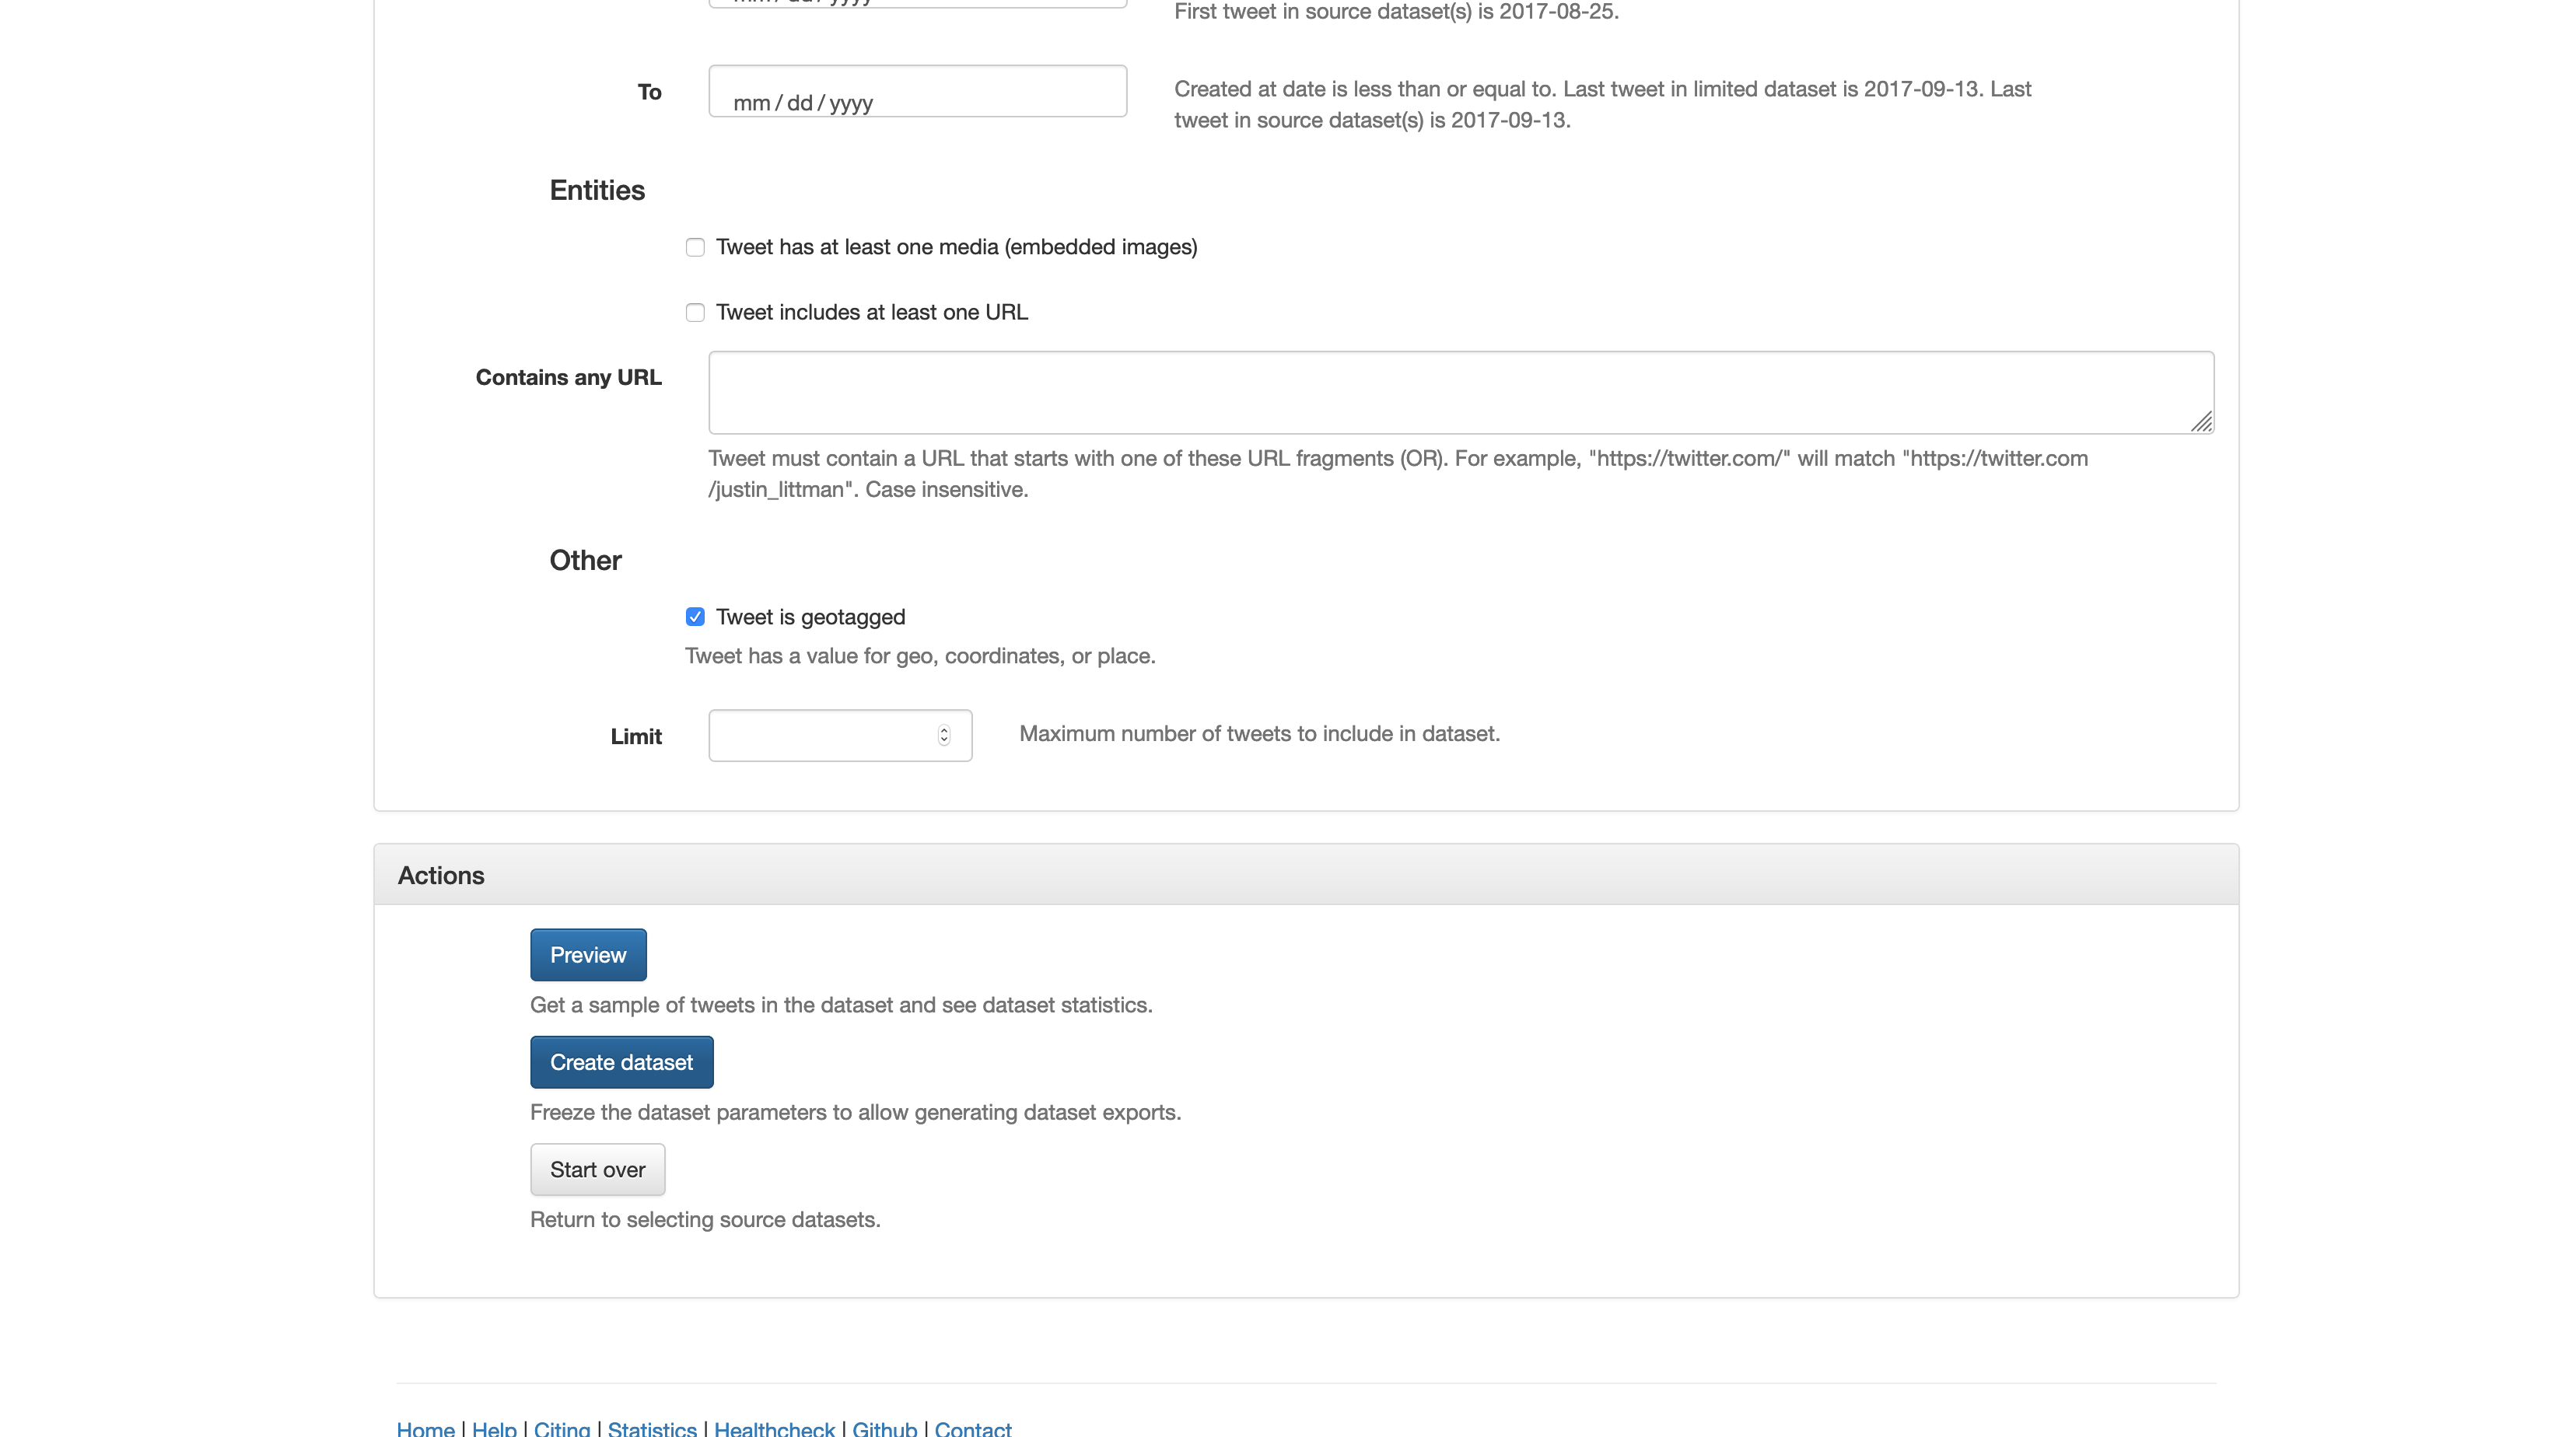 mm / dd / yyyy
First tweet in source dataset(s) is 2017-08-25.
To
mm / dd / yyyy
Created at date is less than or equal to. Last tweet in limited dataset is 2017-09-13. Last
tweet in source dataset(s) is 2017-09-13.
Entities
Tweet has at least one media (embedded images)
Tweet includes at least one URL
Contains any URL
Tweet must contain a URL that starts with one of these URL fragments (OR). For example, "https://twitter.com/" will match "https://twitter.com
/justin_littman". Case insensitive.
Other
Tweet is geotagged
Tweet has a value for geo, coordinates, or place.
Limit
Maximum number of tweets to include in dataset.
Actions
Preview
Get a sample of tweets in the dataset and see dataset statistics.
Create dataset
Freeze the dataset parameters to allow generating dataset exports.
Start over
Return to selecting source datasets.
Home | Help | Citing | Statistics | Healthcheck | Github | Contact